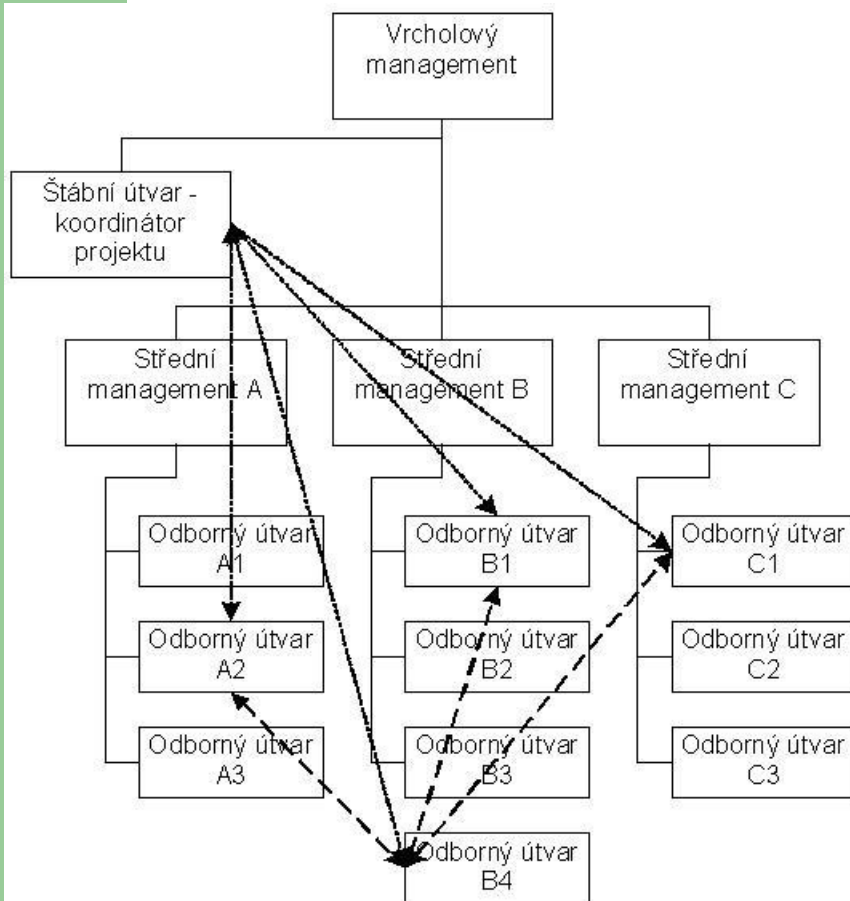 Vrcholový
management
Štábní útvar -
koordinátor
projektu
Střední
management A
Střední
management B
Střední
management C
Odborný útvar
A1
Odborný útvar
B1
Odborný útvar
C1
Odborný útvar
A2
Odborný útvar
B2
Odborný útvar
C2
Odborný útvar
A3
Odborný útvar
B3
Odborný útvar
C3
Odborný útvar
B4